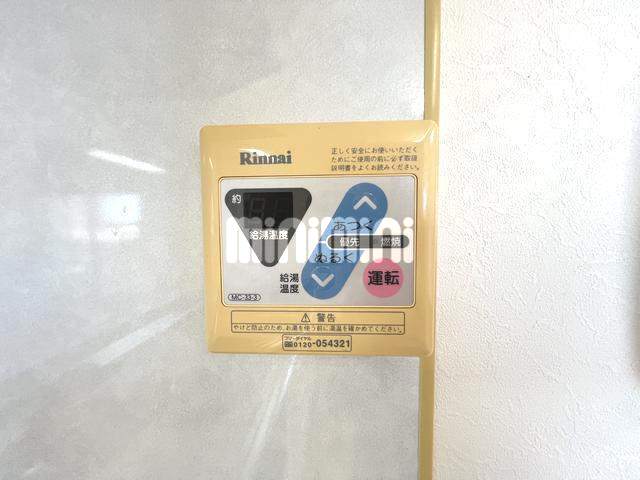 Rinnai
正しく安全にお使いいただく
ためにご使用の前に必ず取扱
説明書をよくお読みください。
約
給湯温度
あつく
優先 燃焼
ぬるく
給湯
温度
運転
MC-33-3
minimini
⚠ 警告
やけど防止のため、お湯を使う前に湯温を確かめてください。
フリーダイヤル
0120-054321